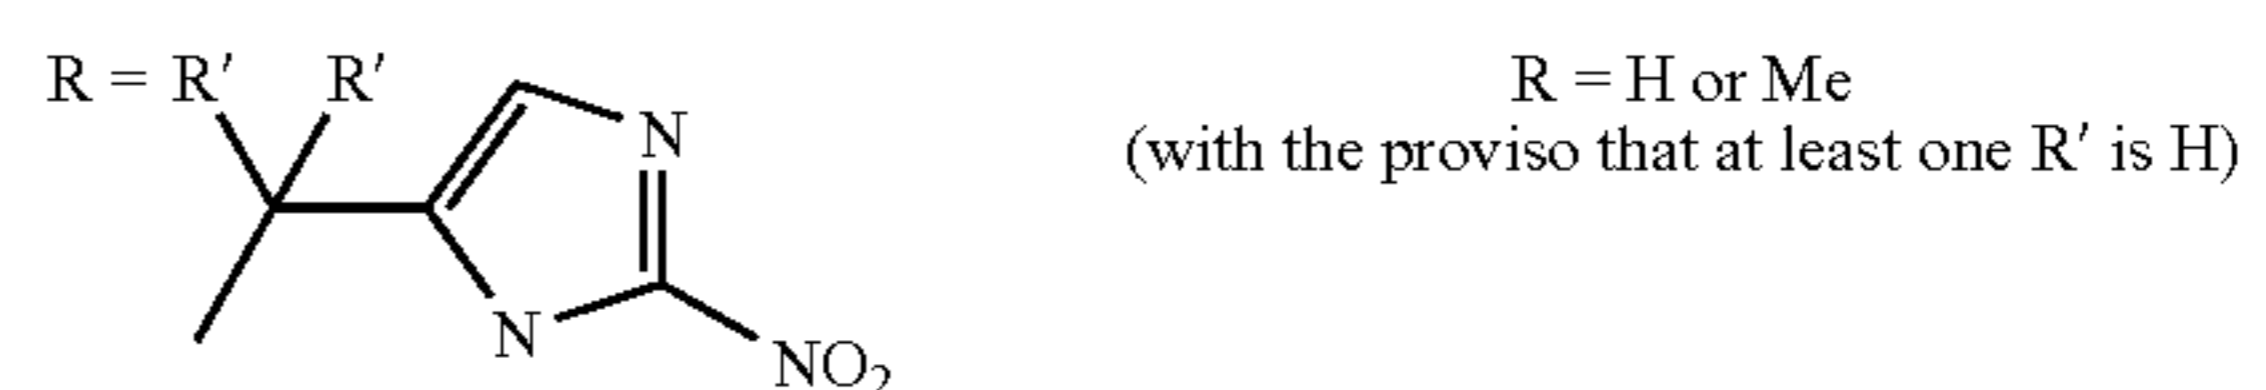 R = R′ R′
R = H or Me
N
(with the proviso that at least one R′ is H)
N
NO₂